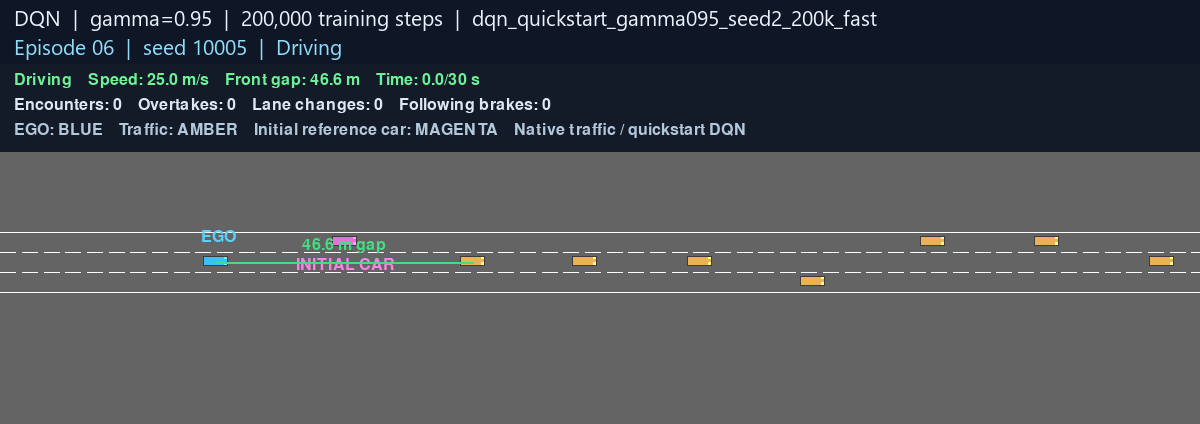 DQN | gamma=0.95 | 200,000 training steps | dqn_quickstart_gamma095_seed2_200k_fast
Episode 06 | seed 10005 | Driving
Driving Speed: 25.0 m/s Front gap: 46.6 m Time: 0.0/30 s
Encounters: 0 Overtakes: 0 Lane changes: 0 Following brakes: 0
EGO: BLUE Traffic: AMBER Initial reference car: MAGENTA Native traffic / quickstart DQN
EGO
46.6 m gap
INITIAL CAR